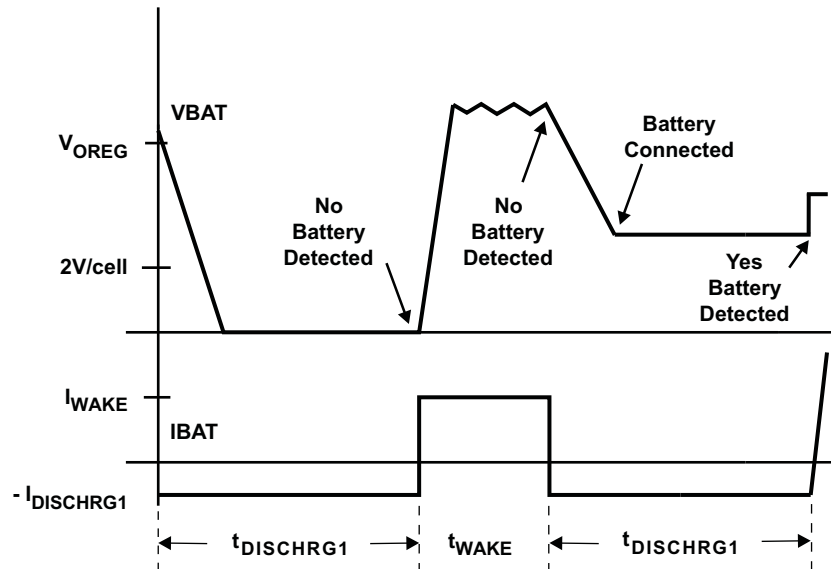 VBAT
VOREG
Battery
Connected
No
Battery
Detected
No
Battery
Detected
2V/cell
Yes
Battery
Detected
IWAKE
IBAT
- IDISCHRG1
tDISCHRG1
tWAKE
tDISCHRG1